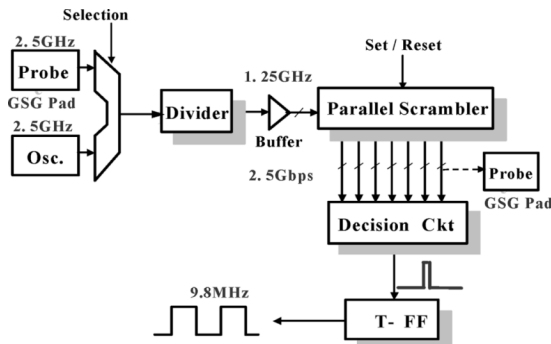 Selection
2. 5GHz
Probe
GSG Pad
2. 5GHz
Osc.
Divider
1. 25GHz
Buffer
Set / Reset
Parallel Scrambler
2. 5Gbps
Probe
GSG Pad
Decision Ckt.
9.8MHz
T- FF